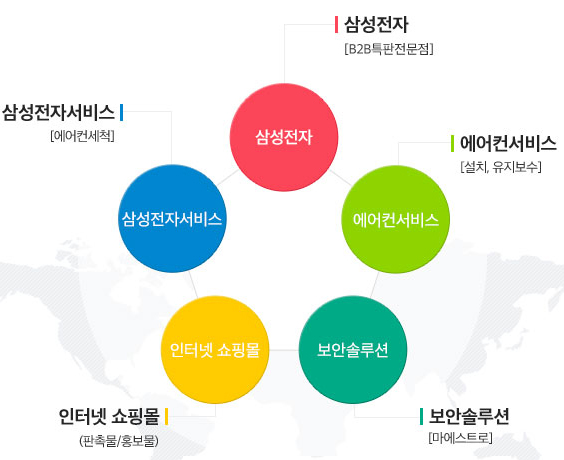 삼성전자
[B2B특판전문점]
삼성전자서비스
[에어컨세척]
삼성전자
에어컨서비스
[설치, 유지보수]
삼성전자서비스
에어컨서비스
인터넷 쇼핑몰
보안솔루션
인터넷 쇼핑몰
(판촉물/홍보물)
보안솔루션
[마에스트로]